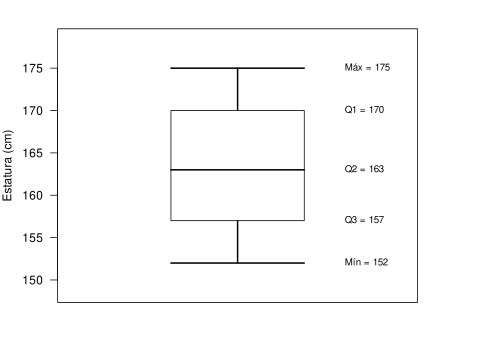 Estatura (cm)
175
170
165
160
155
150
Máx = 175
Q1 = 170
Q2 = 163
Q3 = 157
Mín = 152